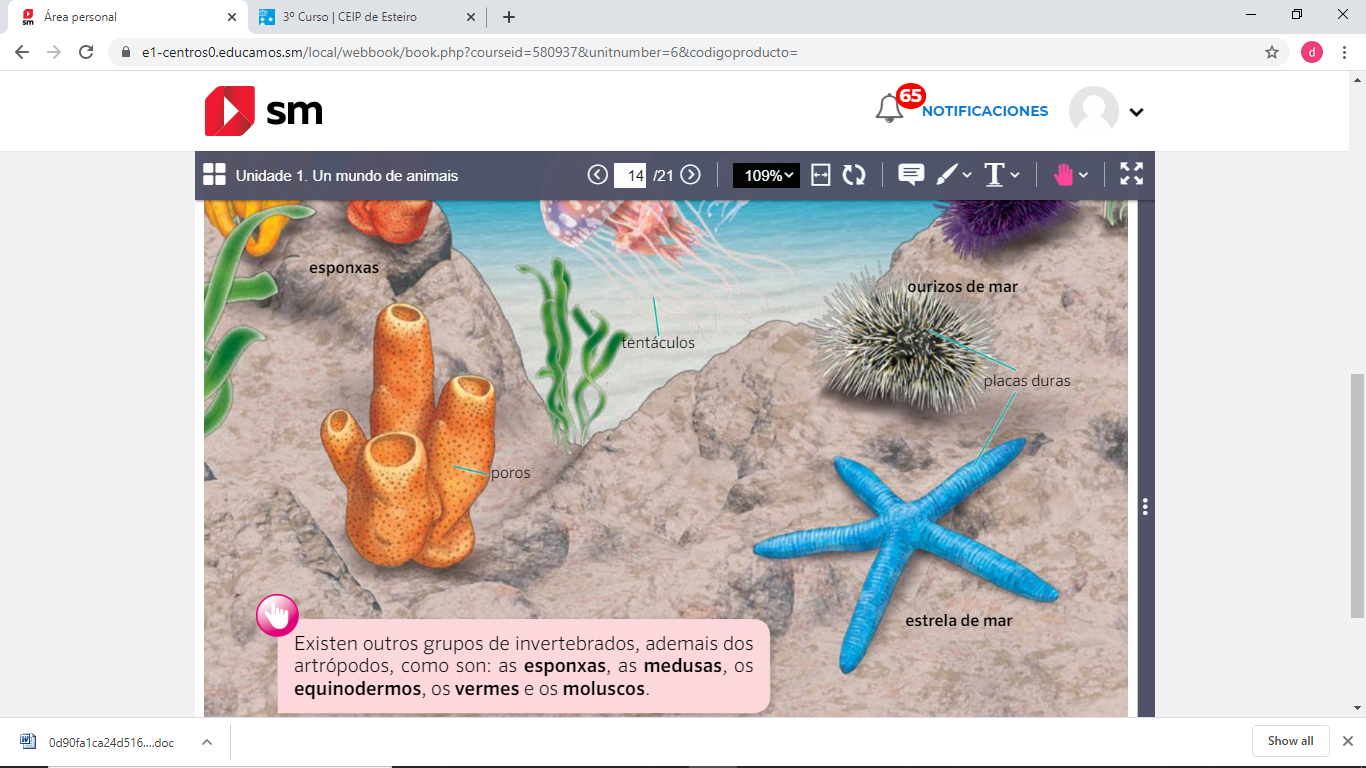 Área personal
3º Curso | CEIP de Esteiro
e1-centros0.educamos.sm/local/webbook/book.php?courseid=580937&unitnumber=6&codigoproducto=
d
sm
sm
65
NOTIFICACIONES
Unidade 1. Un mundo de animais
14 /21
109%
T
esponxas
ourizos de mar
tentáculos
placas duras
poros
estrela de mar
Existen outros grupos de invertebrados, ademais dos
artrópodos, como son: as esponxas, as medusas, os
equinodermos, os vermes e os moluscos.
0d90fa1ca24d516....doc
Show all